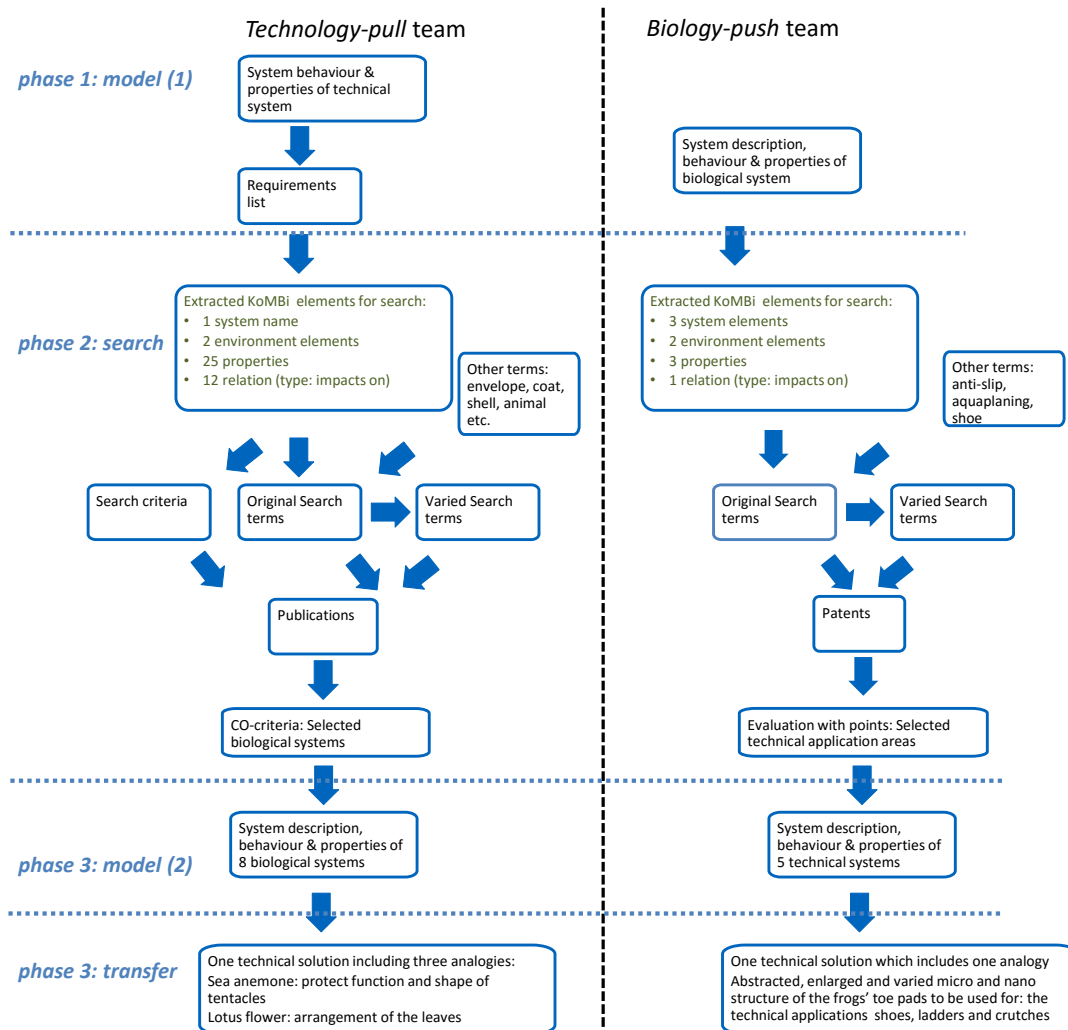 Technology-pull team
Biology-push team
phase 1: model (1)
System behaviour &
properties of technical
system
Requirements
list
System description,
behaviour & properties of
biological system
phase 2: search
Extracted KoMBi elements for search:
• 1 system name
• 2 environment elements
• 25 properties
• 12 relation (type: impacts on)
Other terms:
envelope, coat,
shell, animal
etc.
Extracted KoMBi elements for search:
• 3 system elements
• 2 environment elements
• 3 properties
• 1 relation (type: impacts on)
Other terms:
anti-slip,
aquaplaning,
shoe
Search criteria
Original Search
terms
Varied Search
terms
Original Search
terms
Varied Search
terms
Publications
Patents
CO-criteria: Selected
biological systems
Evaluation with points: Selected
technical application areas
phase 3: model (2)
System description,
behaviour & properties of
8 biological systems
System description,
behaviour & properties of
5 technical systems
phase 3: transfer
One technical solution including three analogies:
Sea anemone: protect function and shape of
tentacles
Lotus flower: arrangement of the leaves
One technical solution which includes one analogy
Abstracted, enlarged and varied micro and nano
structure of the frogs' toe pads to be used for: the
technical applications shoes, ladders and crutches